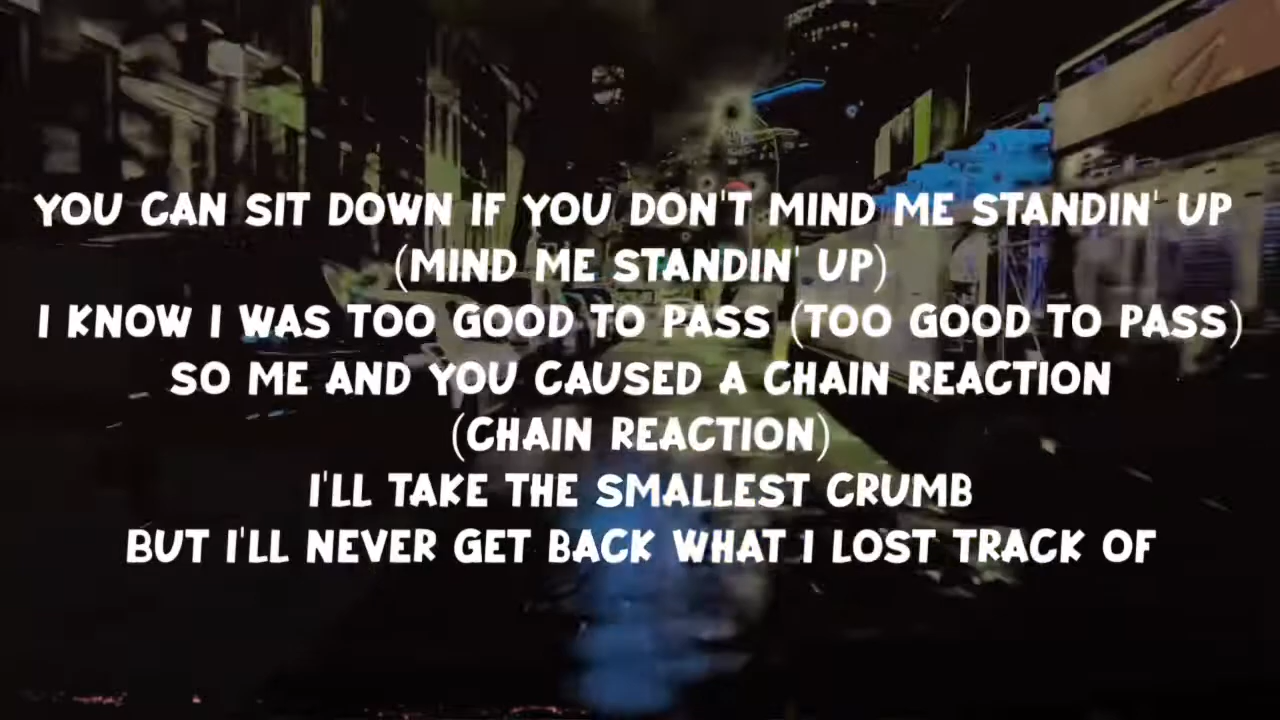 YOU CAN SIT DOWN IF YOU DON'T MIND ME STANDIN' UP
(MIND ME STANDIN' UP)
I KNOW I WAS TOO GOOD TO PASS (TOO GOOD TO PASS)
SO ME AND YOU CAUSED A CHAIN REACTION
(CHAIN REACTION)
I'LL TAKE THE SMALLEST CRUMB
BUT I'LL NEVER GET BACK WHAT I LOST TRACK OF